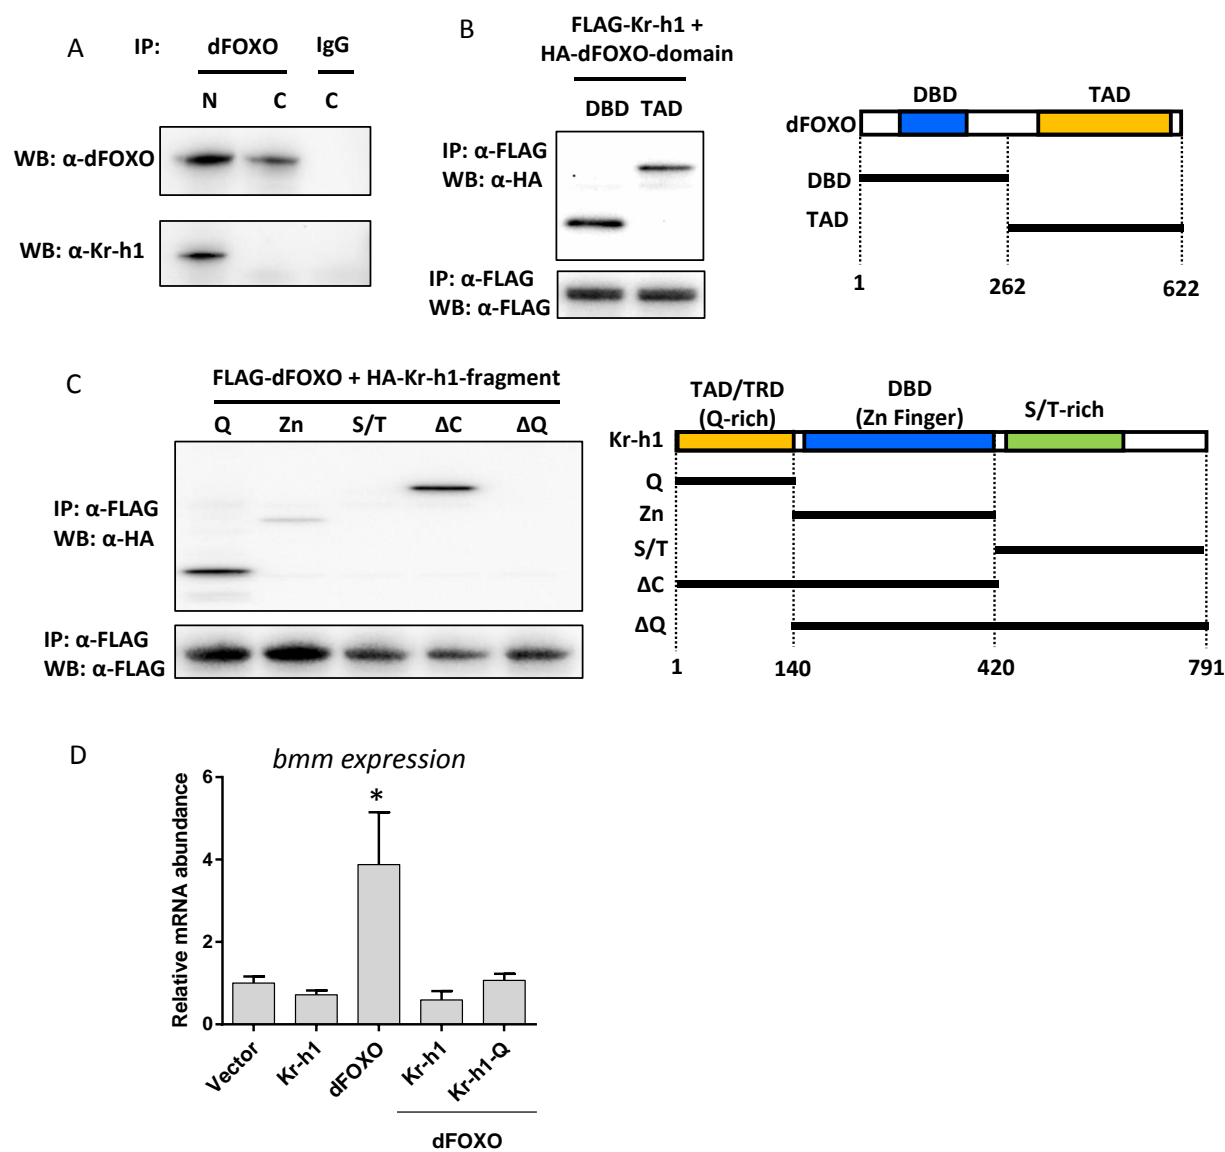 A
IP:
dFOXO
IgG
N
C
C
WB: α-dFOXO
WB: α-Kr-h1
B
FLAG-Kr-h1 +
HA-dFOXO-domain
DBD TAD
IP: α-FLAG
WB: α-HA
IP: α-FLAG
WB: α-FLAG
DBD
TAD
dFOXO
DBD
TAD
1
262
622
C
FLAG-dFOXO + HA-Kr-h1-fragment
Q
Zn
S/T
ΔC
ΔQ
IP: α-FLAG
WB: α-HA
IP: α-FLAG
WB: α-FLAG
TAD/TRD
(Q-rich)
DBD
(Zn Finger)
S/T-rich
Kr-h1
Q
Zn
S/T
ΔC
ΔQ
1
140
420
791
D
bmm expression
Relative mRNA abundance
6
*
4
2
0
Vector
Kr-h1
dFOXO
Kr-h1
Kr-h1-Q
dFOXO